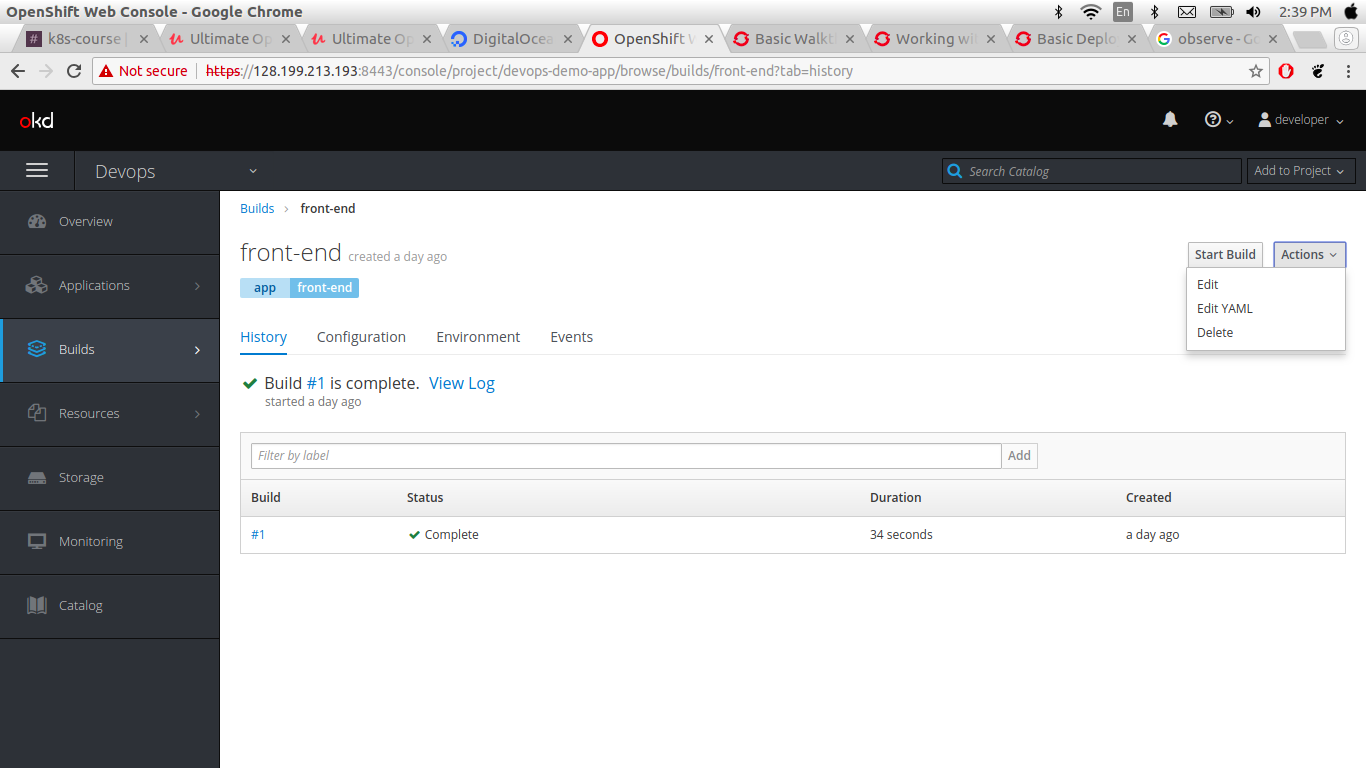 OpenShift Web Console - Google Chrome
En
2:39 PM
# k8s-course |
Ultimate Op
Ultimate Op
DigitalOcea
OpenShift W
Basic Walkt
Working wi
Basic Deplo
G observe - Go
Not secure
https://128.199.213.193:8443/console/project/devops-demo-app/browse/builds/front-end?tab=history
okd
developer
Devops
Search Catalog
Add to Project
Overview
Applications
Builds
Resources
Storage
Monitoring
Catalog
Builds › front-end
front-end created a day ago
app front-end
Start Build
Actions
Edit
Edit YAML
Delete
History Configuration Environment Events
Build #1 is complete. View Log
started a day ago
Filter by label
Add
Build Status Duration Created
#1 Complete 34 seconds a day ago